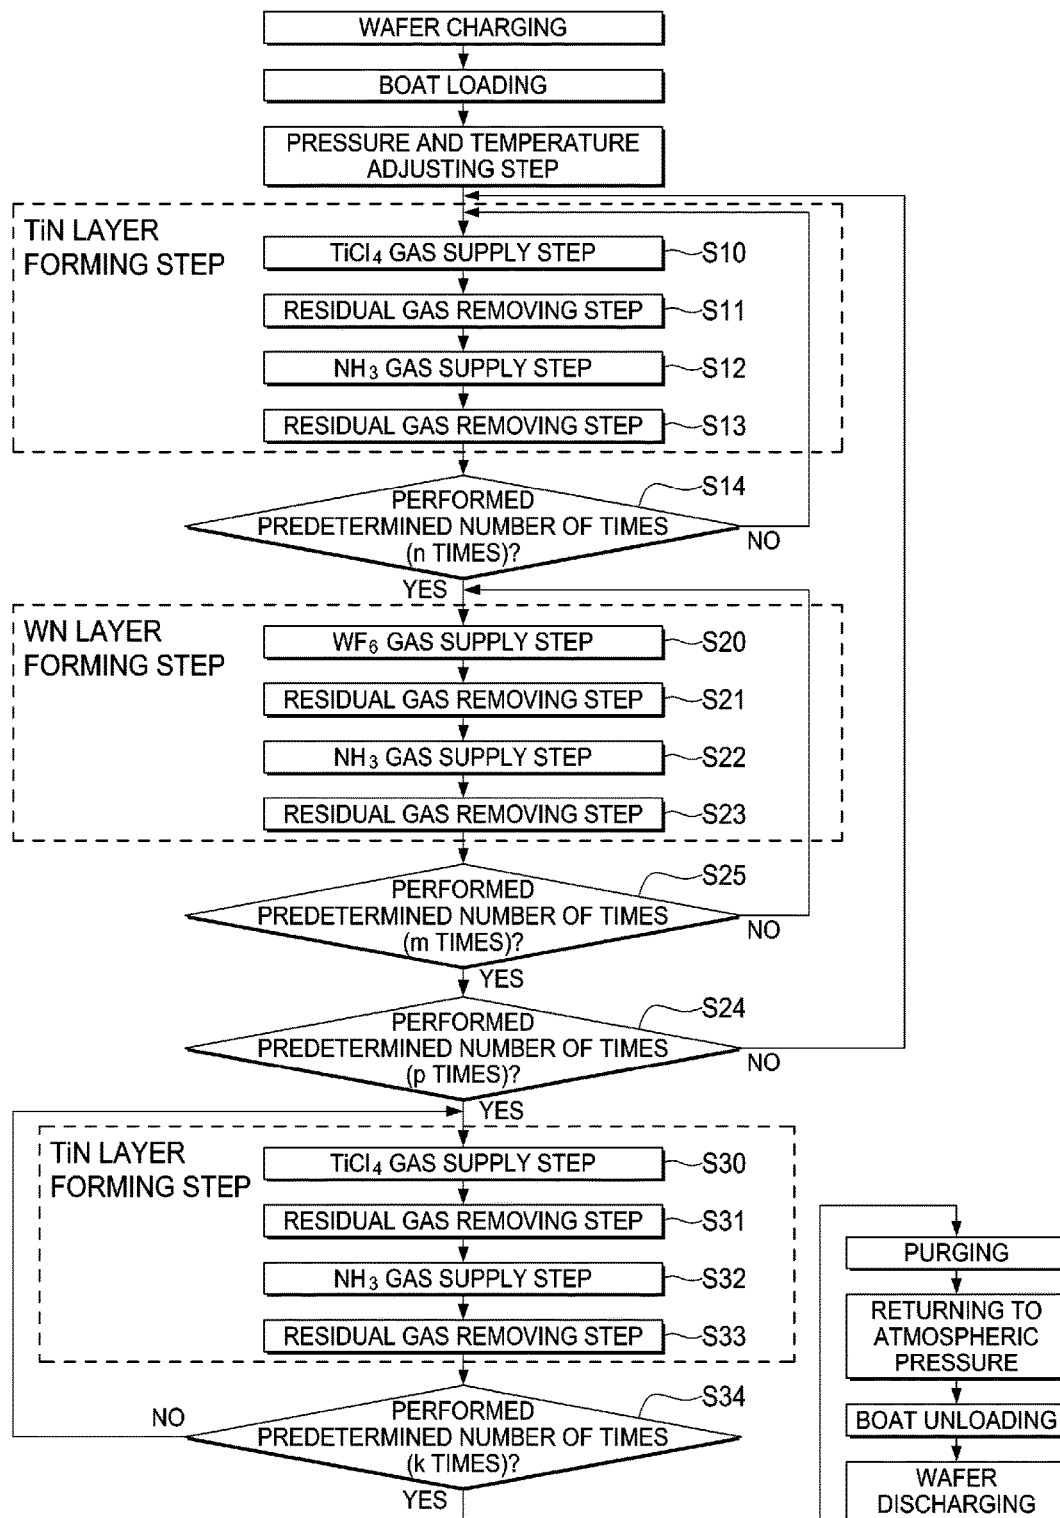 WAFER CHARGING
BOAT LOADING
PRESSURE AND TEMPERATURE
ADJUSTING STEP
TiN LAYER
FORMING STEP
TiCl₄ GAS SUPPLY STEP
S10
RESIDUAL GAS REMOVING STEP
S11
NH₃ GAS SUPPLY STEP
S12
RESIDUAL GAS REMOVING STEP
S13
S14
PERFORMED
PREDETERMINED NUMBER OF TIMES
(n TIMES)?
NO
YES
WN LAYER
FORMING STEP
WF₆ GAS SUPPLY STEP
S20
RESIDUAL GAS REMOVING STEP
S21
NH₃ GAS SUPPLY STEP
S22
RESIDUAL GAS REMOVING STEP
S23
S25
PERFORMED
PREDETERMINED NUMBER OF TIMES
(m TIMES)?
NO
YES
S24
PERFORMED
PREDETERMINED NUMBER OF TIMES
(p TIMES)?
NO
YES
TiN LAYER
FORMING STEP
TiCl₄ GAS SUPPLY STEP
S30
RESIDUAL GAS REMOVING STEP
S31
NH₃ GAS SUPPLY STEP
S32
RESIDUAL GAS REMOVING STEP
S33
S34
PERFORMED
PREDETERMINED NUMBER OF TIMES
(k TIMES)?
NO
YES
PURGING
RETURNING TO
ATMOSPHERIC
PRESSURE
BOAT UNLOADING
WAFER
DISCHARGING